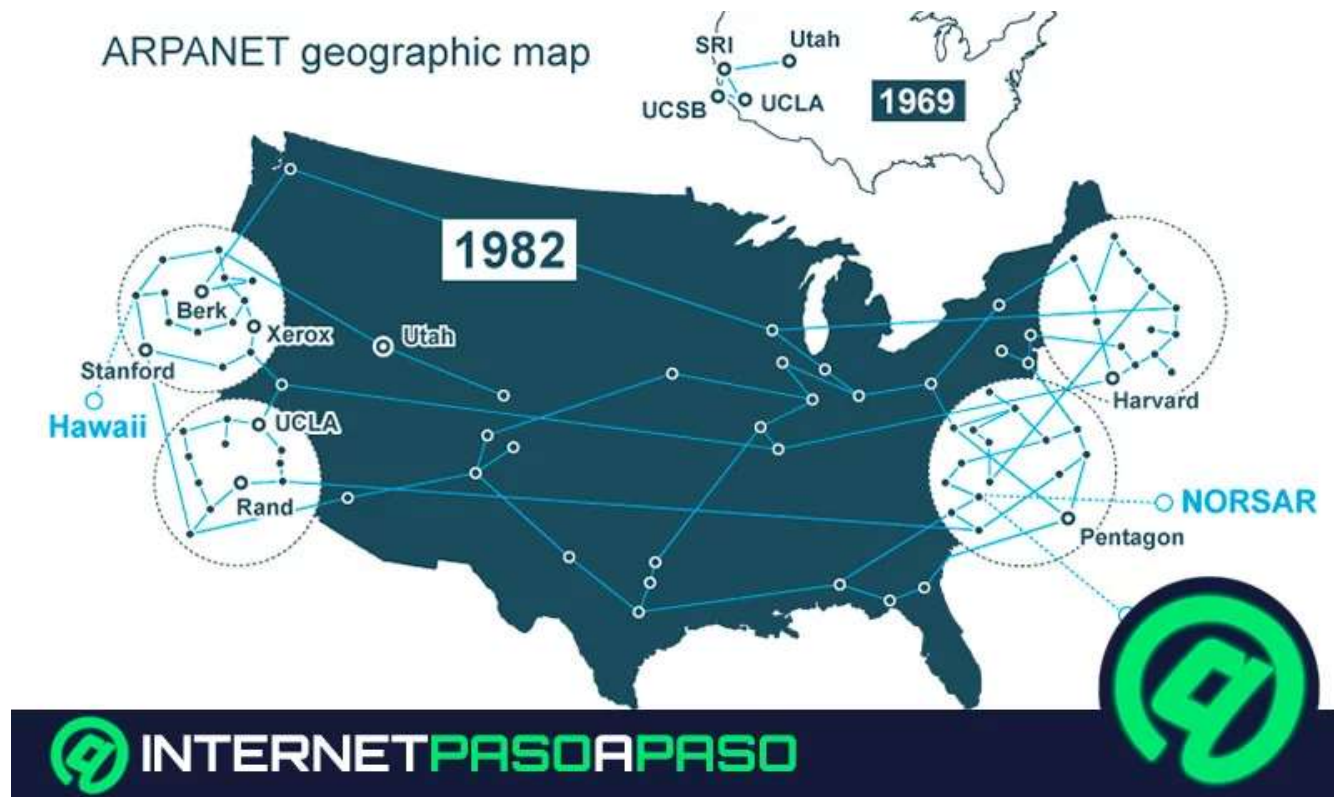 ARPANET geographic map
SRI
Utah
UCSB
UCLA
1969
1982
Berk
Xerox
Utah
Stanford
Hawaii
UCLA
Harvard
Rand
NORSAR
Pentagon
INTERNETPASOAPASO